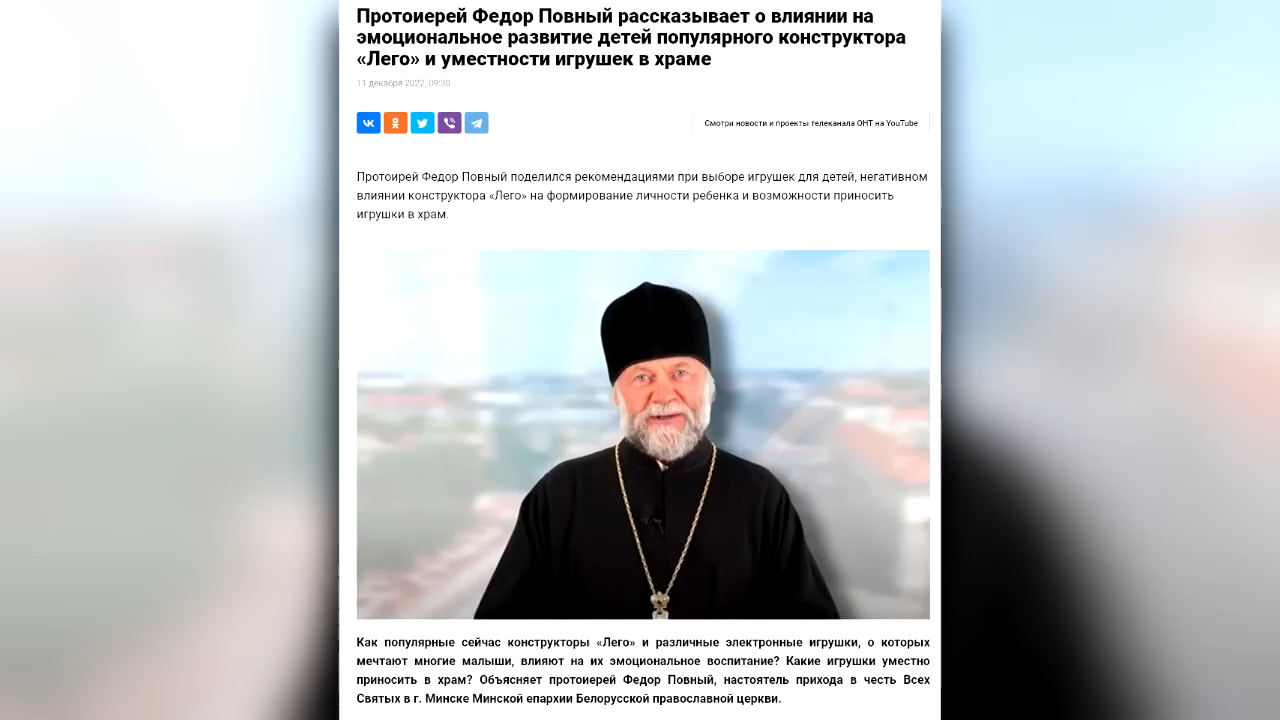 Протоиерей Федор Повный рассказывает о влиянии на
эмоциональное развитие детей популярного конструктора
«Лего» и уместности игрушек в храме
11 декабря 2022, 09:30
Смотри новости и проекты телеканала ОНТ на YouTube
Протоирей Федор Повный поделился рекомендациями при выборе игрушек для детей, негативном
влиянии конструктора «Лего» на формирование личности ребенка и возможности приносить
игрушки в храм.
Как популярные сейчас конструкторы «Лего» и различные электронные игрушки, о которых
мечтают многие малыши, влияют на их эмоциональное воспитание? Какие игрушки уместно
приносить в храм? Объясняет протоиерей Федор Повный, настоятель прихода в честь Всех
Святых в г. Минске Минской епархии Белорусской православной церкви.